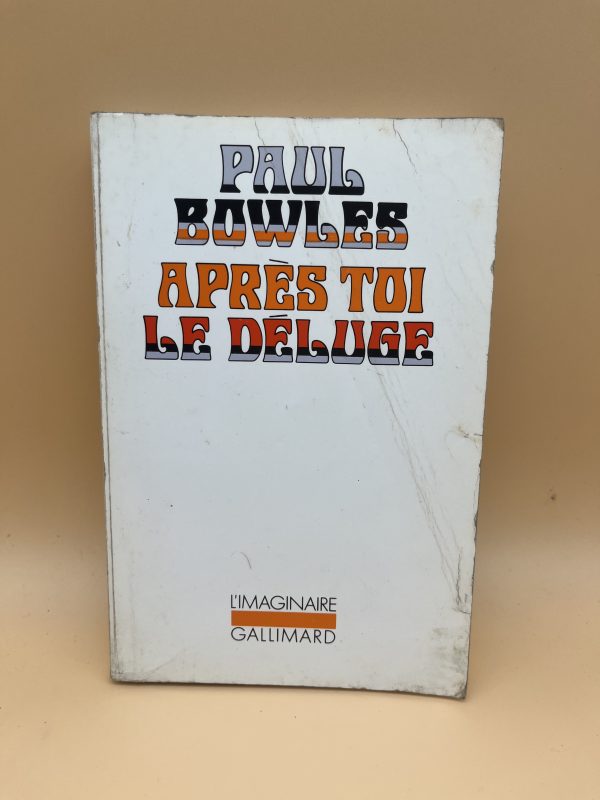 PAUL
BOWLES
APRÈS TOI
LE DÉLUGE
L'IMAGINAIRE
GALLIMARD